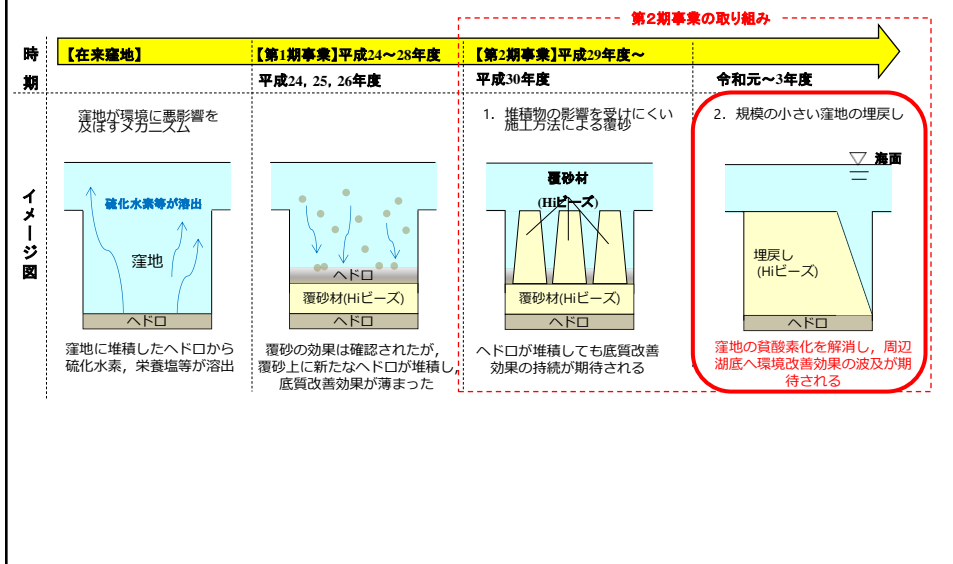 第2期事業の取り組み
時期
【在来窪地】
【第1期事業】平成24～28年度
【第2期事業】平成29年度～
平成24，25，26年度
平成30年度
令和元～3年度
イメージ図
窪地が環境に悪影響を
及ぼすメカニズム
硫化水素等が溶出
窪地
ヘドロ
窪地に堆積したヘドロから
硫化水素，栄養塩等が溶出
ヘドロ
覆砂材(Hiビーズ)
ヘドロ
覆砂の効果は確認されたが，
覆砂上に新たなヘドロが堆積し，
底質改善効果が薄まった
1．堆積物の影響を受けにくい
施工方法による覆砂
覆砂材
(Hiビーズ)
覆砂材(Hiビーズ)
ヘドロ
ヘドロが堆積しても底質改善
効果の持続が期待される
2．規模の小さい窪地の埋戻し
海面
埋戻し
(Hiビーズ)
ヘドロ
窪地の貧酸素化を解消し，周辺
湖底へ環境改善効果の波及が期
待される